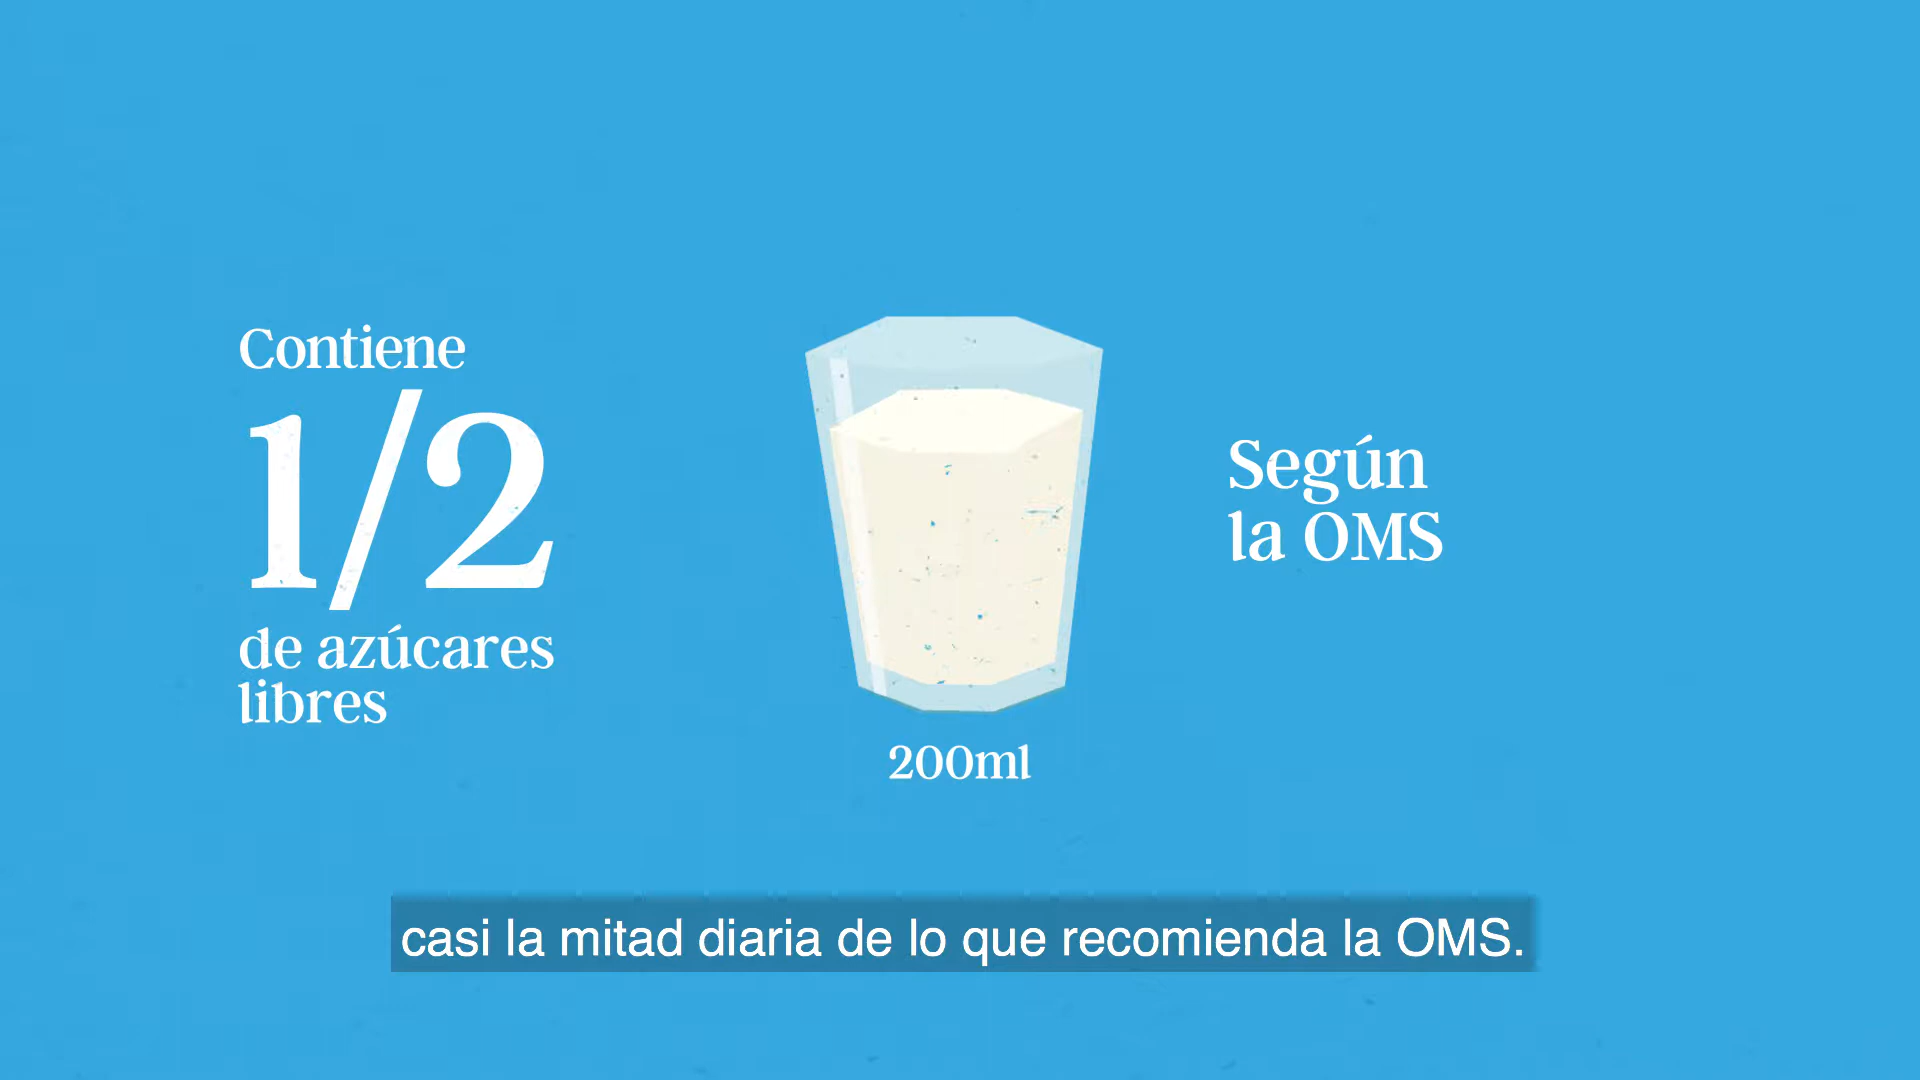 Contiene
1/2
de azúcares
libres
200ml
Según
la OMS
casi la mitad diaria de lo que recomienda la OMS.